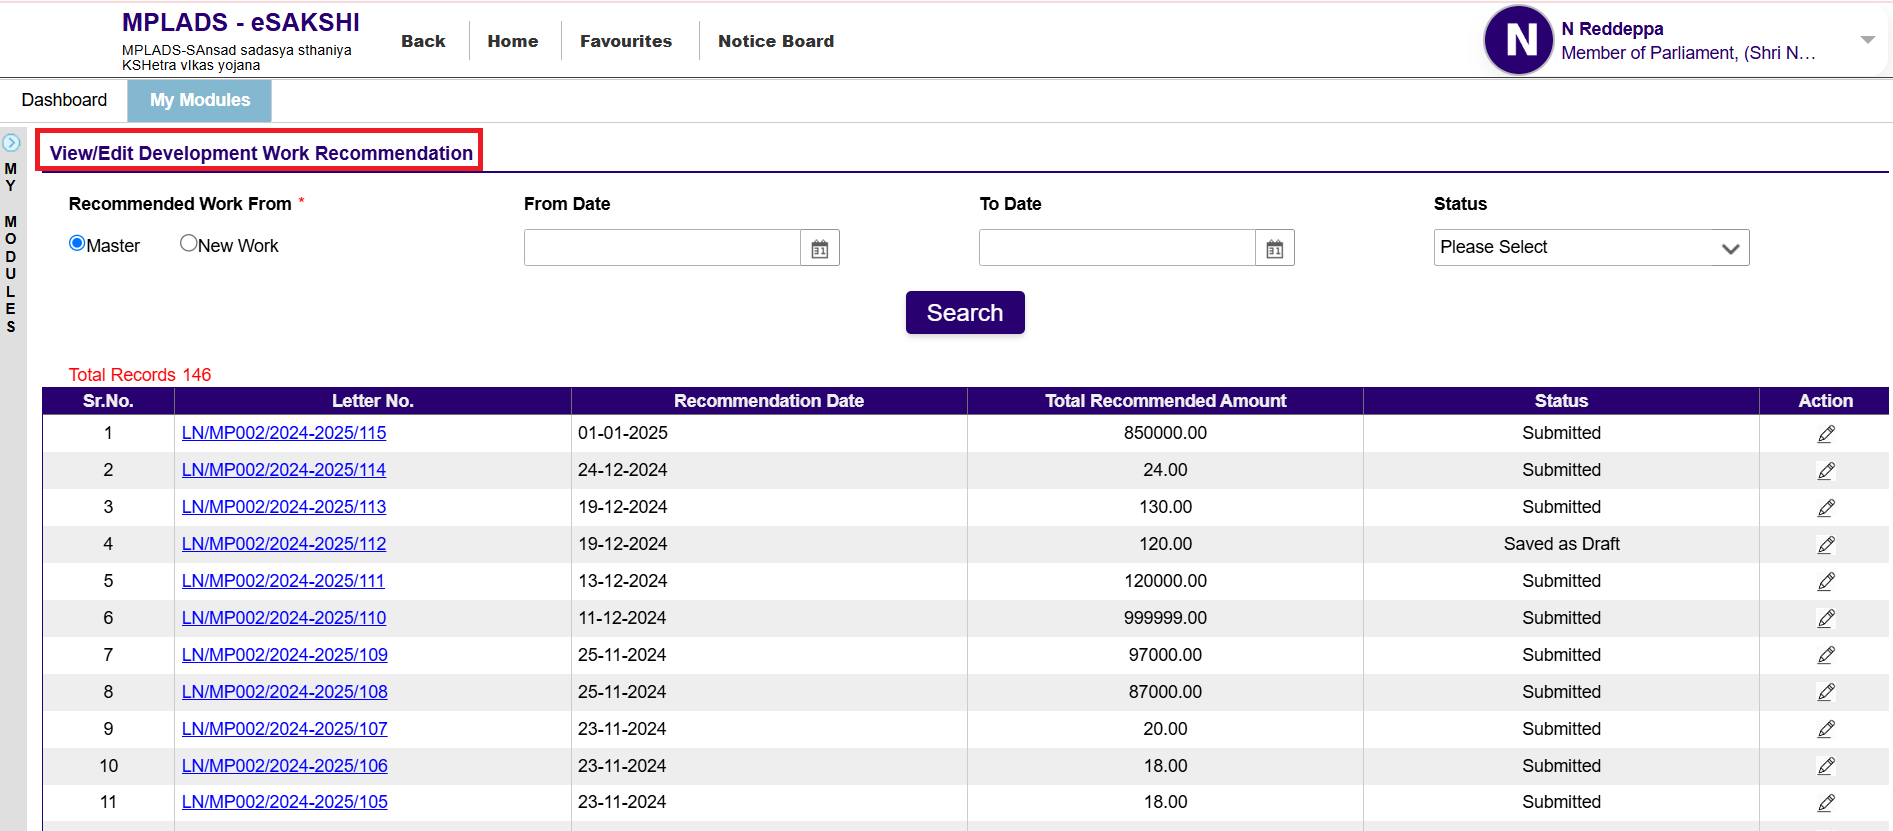 MPLADS - eSAKSHI
MPLADS-SAnsad sadasya sthaniya
KSHetra vIkas yojana
Back
Home
Favourites
Notice Board
N
N Reddeppa
Member of Parliament, (Shri N…
Dashboard
My Modules
MY MODULES
View/Edit Development Work Recommendation
Recommended Work From *
From Date
To Date
Status
Master
New Work
31
31
Please Select
Search
Total Records 146
Sr.No. Letter No. Recommendation Date Total Recommended Amount Status Action
1 LN/MP002/2024-2025/115 01-01-2025 850000.00 Submitted
2 LN/MP002/2024-2025/114 24-12-2024 24.00 Submitted
3 LN/MP002/2024-2025/113 19-12-2024 130.00 Submitted
4 LN/MP002/2024-2025/112 19-12-2024 120.00 Saved as Draft
5 LN/MP002/2024-2025/111 13-12-2024 120000.00 Submitted
6 LN/MP002/2024-2025/110 11-12-2024 999999.00 Submitted
7 LN/MP002/2024-2025/109 25-11-2024 97000.00 Submitted
8 LN/MP002/2024-2025/108 25-11-2024 87000.00 Submitted
9 LN/MP002/2024-2025/107 23-11-2024 20.00 Submitted
10 LN/MP002/2024-2025/106 23-11-2024 18.00 Submitted
11 LN/MP002/2024-2025/105 23-11-2024 18.00 Submitted